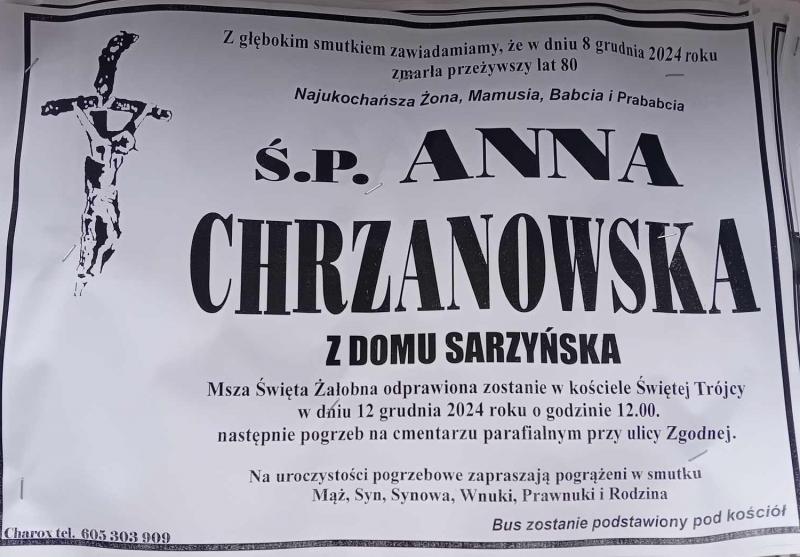 Z głębokim smutkiem zawiadamiamy, że w dniu 8 grudnia 2024 roku
zmarła przeżywszy lat 80
Najukochańsza Żona, Mamusia, Babcia i Prababcia
Ś.P. ANNA
CHRZANOWSKA
Z DOMU SARZYŃSKA
Msza Święta Żałobna odprawiona zostanie w kościele Świętej Trójcy
w dniu 12 grudnia 2024 roku o godzinie 12.00.
następnie pogrzeb na cmentarzu parafialnym przy ulicy Zgodnej.
Na uroczystości pogrzebowe zapraszają pogrążeni w smutku
Mąż, Syn, Synowa, Wnuki, Prawnuki i Rodzina
Bus zostanie podstawiony pod kościół
Charox tel. 605 303 909